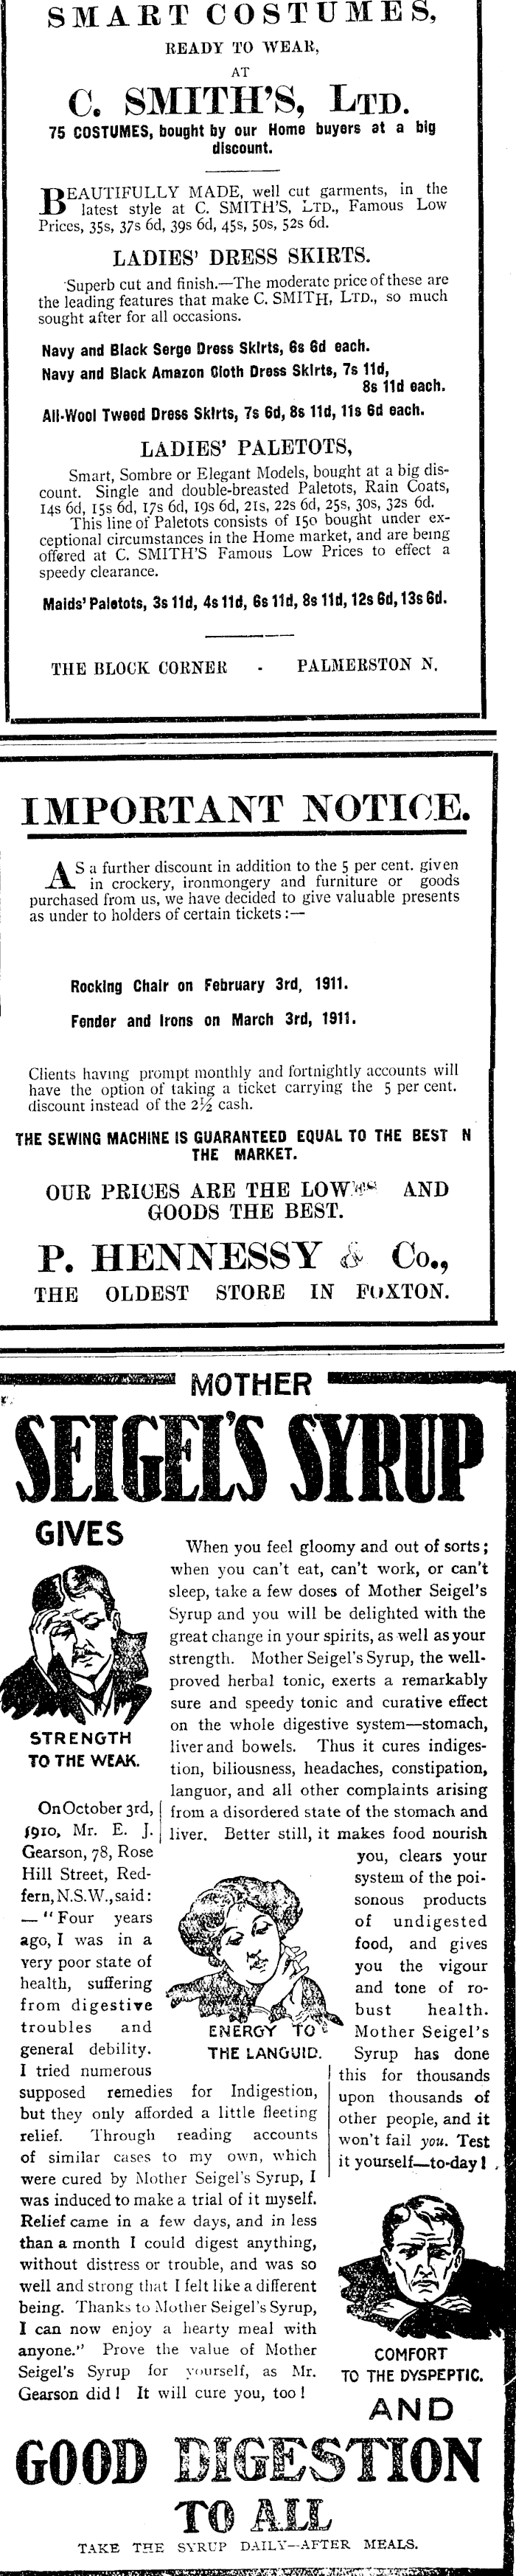 SMART COSTUMES,
READY TO WEAR,
AT
C. SMITH'S, LTD.
75 COSTUMES, bought by our Home buyers at a big
discount.
BEAUTIFULLY MADE, well cut garments, in the
latest style at C. SMITH'S, LTD., Famous Low
Prices, 35s, 37s 6d, 39s 6d, 45s, 50s, 52s 6d.
LADIES' DRESS SKIRTS.
Superb cut and finish.—The moderate price of these are
the leading features that make C. SMITH, LTD., so much
sought after for all occasions.
Navy and Black Serge Dress Skirts, 6s 6d each.
Navy and Black Amazon Cloth Dress Skirts, 7s 11d,
8s 11d each.
All-Wool Tweed Dress Skirts, 7s 6d, 8s 11d, 11s 6d each.
LADIES' PALETOTS,
Smart, Sombre or Elegant Models, bought at a big dis-
count. Single and double-breasted Paletots, Rain Coats,
14s 6d, 15s 6d, 17s 6d, 19s 6d, 21s, 22s 6d, 25s, 30s, 32s 6d.
This line of Paletots consists of 150 bought under ex-
ceptional circumstances in the Home market, and are being
offered at C. SMITH'S Famous Low Prices to effect a
speedy clearance.
Maids' Paletots, 3s 11d, 4s 11d, 6s 11d, 8s 11d, 12s 6d, 13s 6d.
THE BLOCK CORNER - PALMERSTON N.
IMPORTANT NOTICE.
AS a further discount in addition to the 5 per cent. given
in crockery, ironmongery and furniture or goods
purchased from us, we have decided to give valuable presents
as under to holders of certain tickets :—
Rocking Chair on February 3rd, 1911.
Fender and Irons on March 3rd, 1911.
Clients having prompt monthly and fortnightly accounts will
have the option of taking a ticket carrying the 5 per cent.
discount instead of the 2½ cash.
THE SEWING MACHINE IS GUARANTEED EQUAL TO THE BEST N
THE MARKET.
OUR PRICES ARE THE AND
GOODS THE BEST.
P. HENNESSY & Co.,
THE OLDEST STORE IN FOXTON.
MOTHER
SEIGEL'S SYRUP
GIVES
STRENGTH
TO THE WEAK.
When you feel gloomy and out of sorts;
when you can't eat, can't work, or can't
sleep, take a few doses of Mother Seigel's
Syrup and you will be delighted with the
great change in your spirits, as well as your
strength. Mother Seigel's Syrup, the well-
proved herbal tonic, exerts a remarkably
sure and speedy tonic and curative effect
on the whole digestive system—stomach,
liver and bowels. Thus it cures indiges-
tion, biliousness, headaches, constipation,
languor, and all other complaints arising
from a disordered state of the stomach and
liver. Better still, it makes food nourish
you, clears your
system of the poi-
sonous products
of undigested
food, and gives
you the vigour
and tone of ro-
bust health.
Mother Seigel's
Syrup has done
this for thousands
upon thousands of
other people, and it
won't fail you. Test
it yourself—to-day!
On October 3rd,
1910, Mr. E. J.
Gearson, 78, Rose
Hill Street, Red-
fern, N.S.W., said:
— "Four years
ago, I was in a
very poor state of
health, suffering
from digestive
troubles and
general debility.
I tried numerous
supposed remedies for Indigestion,
but they only afforded a little fleeting
relief. Through reading accounts
of similar cases to my own, which
were cured by Mother Seigel's Syrup, I
was induced to make a trial of it myself.
Relief came in a few days, and in less
than a month I could digest anything,
without distress or trouble, and was so
well and strong that I felt like a different
being. Thanks to Mother Seigel's Syrup,
I can now enjoy a hearty meal with
anyone." Prove the value of Mother
Seigel's Syrup for yourself, as Mr.
Gearson did! It will cure you, too!
ENERGY TO
THE LANGUID.
COMFORT
TO THE DYSPEPTIC.
AND
GOOD DIGESTION
TO ALL
TAKE THE SYRUP DAILY—AFTER MEALS.